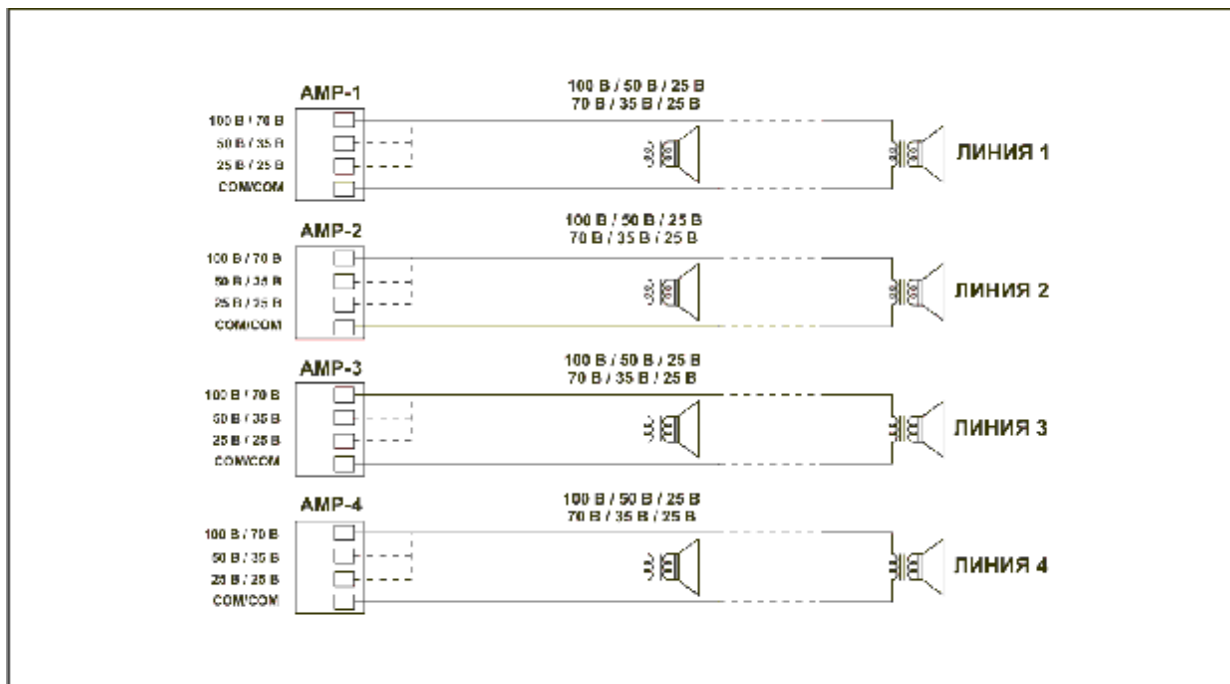 AMP-1
100 В / 50 В / 25 В
70 В / 35 В / 25 В
100 В / 70 В
50 В / 35 В
25 В / 25 В
COM/COM
ЛИНИЯ 1
AMP-2
100 В / 50 В / 25 В
70 В / 35 В / 25 В
100 В / 70 В
50 В / 35 В
25 В / 25 В
COM/COM
ЛИНИЯ 2
AMP-3
100 В / 50 В / 25 В
70 В / 35 В / 25 В
100 В / 70 В
50 В / 35 В
25 В / 25 В
COM/COM
ЛИНИЯ 3
AMP-4
100 В / 50 В / 25 В
70 В / 35 В / 25 В
100 В / 70 В
50 В / 35 В
25 В / 25 В
COM/COM
ЛИНИЯ 4